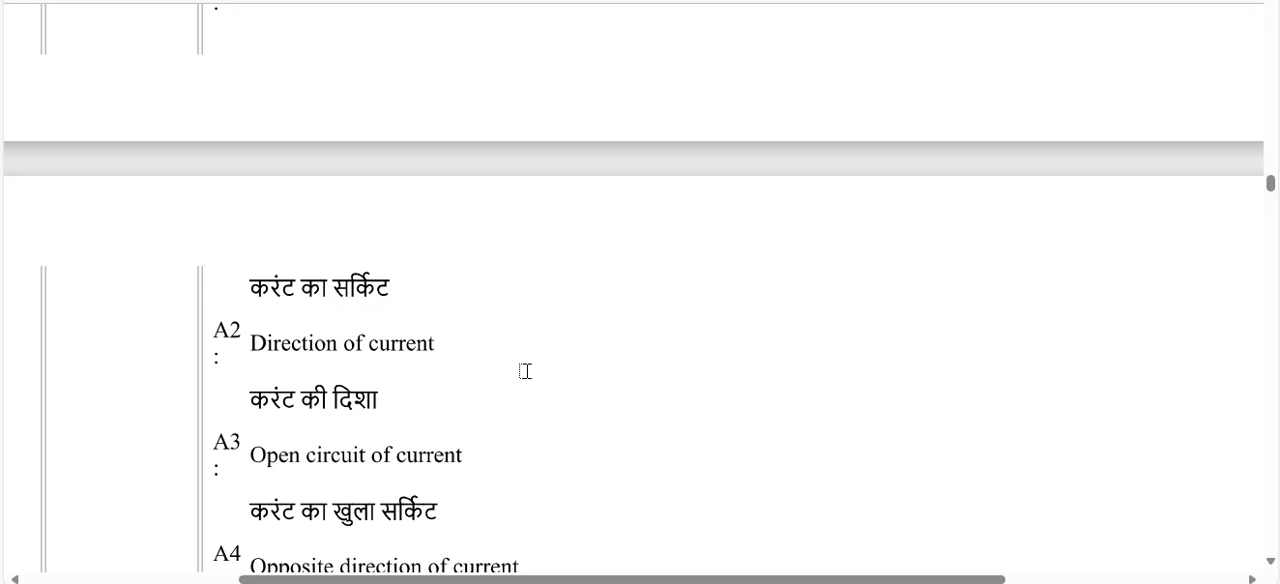 :
करंट का सर्किट
A2
: Direction of current
करंट की दिशा
A3
: Open circuit of current
करंट का खुला सर्किट
A4 Opposite direction of current